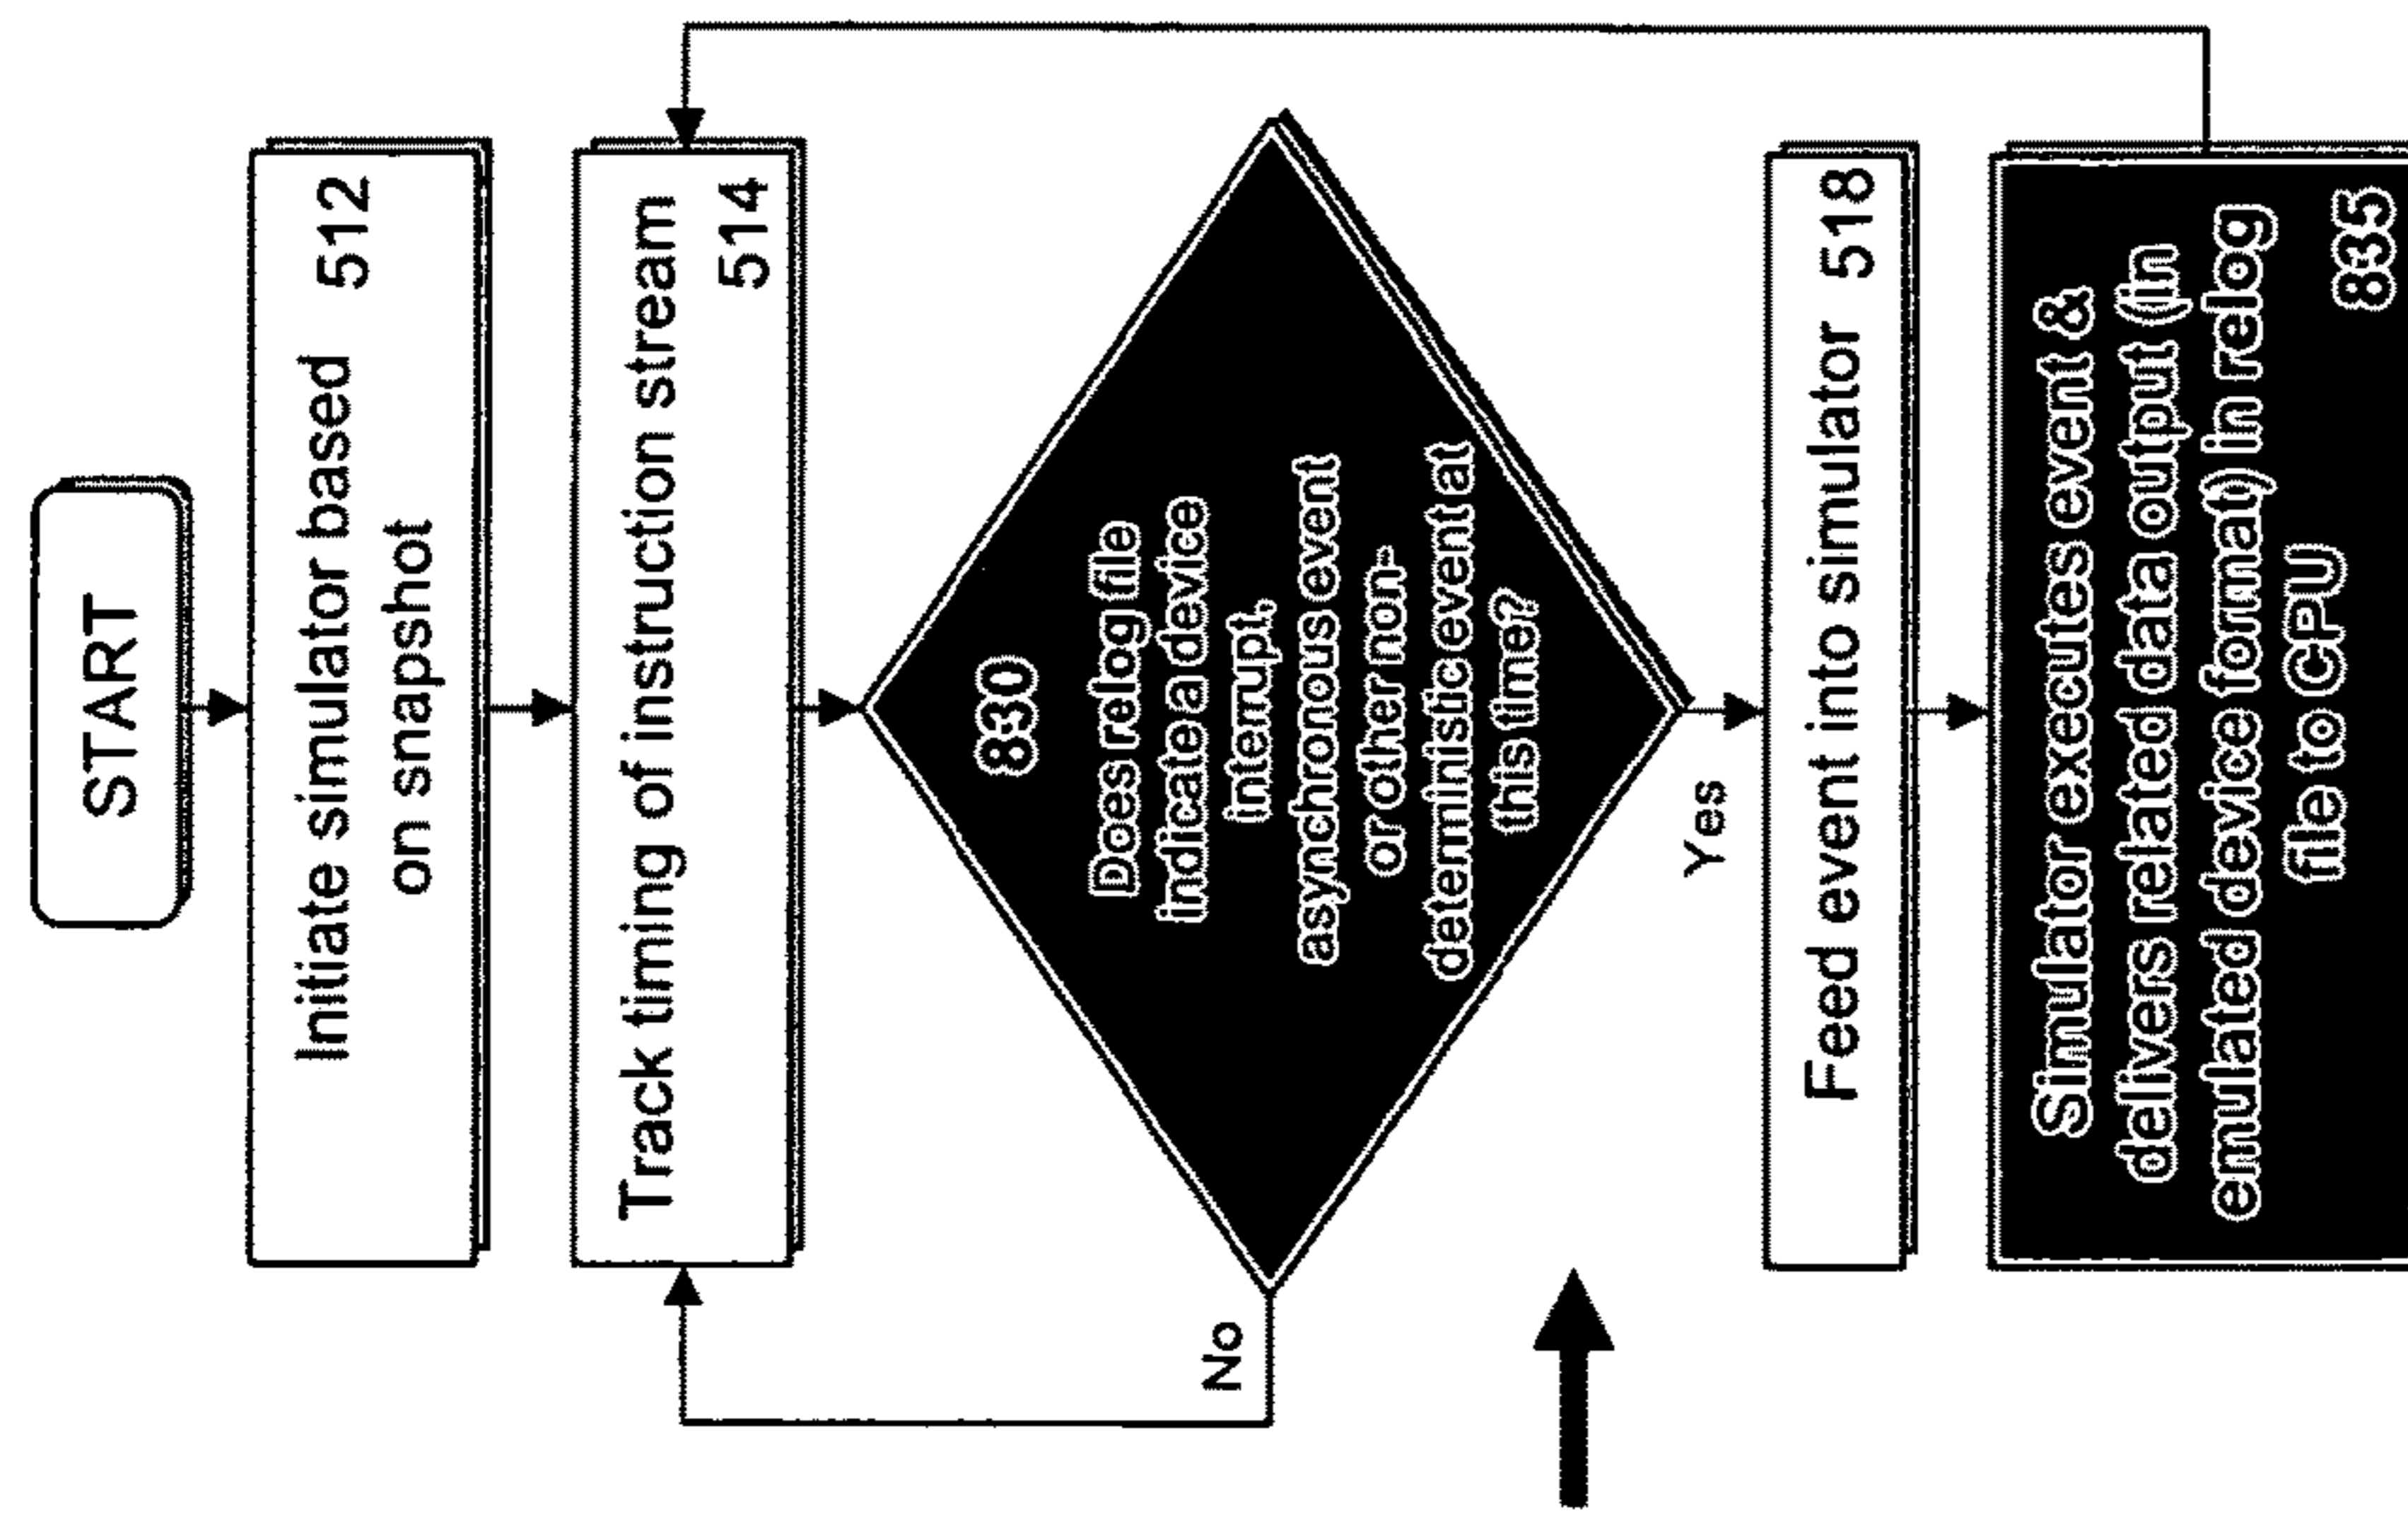 START
Initiate simulator based 512
on snapshot
Track timing of instruction stream
514
830
Does relog file
indicate a device
interrupt,
asynchronous event
or other non-
deterministic event at
this time?
No
Yes
Feed event into simulator 518
Simulator executes event &
delivers related data output (in
emulated device format) in relog
file to CPU
835